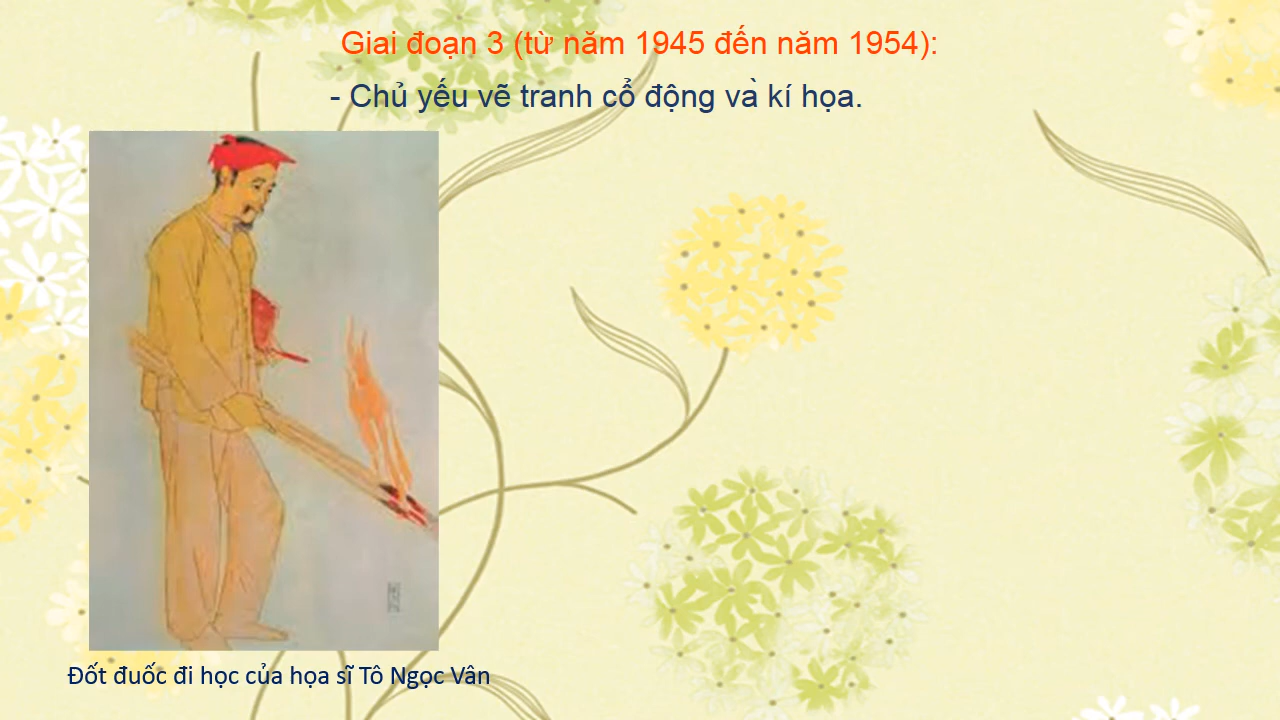 Giai đoạn 3 (từ năm 1945 đến năm 1954):
- Chủ yếu vẽ tranh cổ động và kí họa.
Đốt đuốc đi học của họa sĩ Tô Ngọc Vân